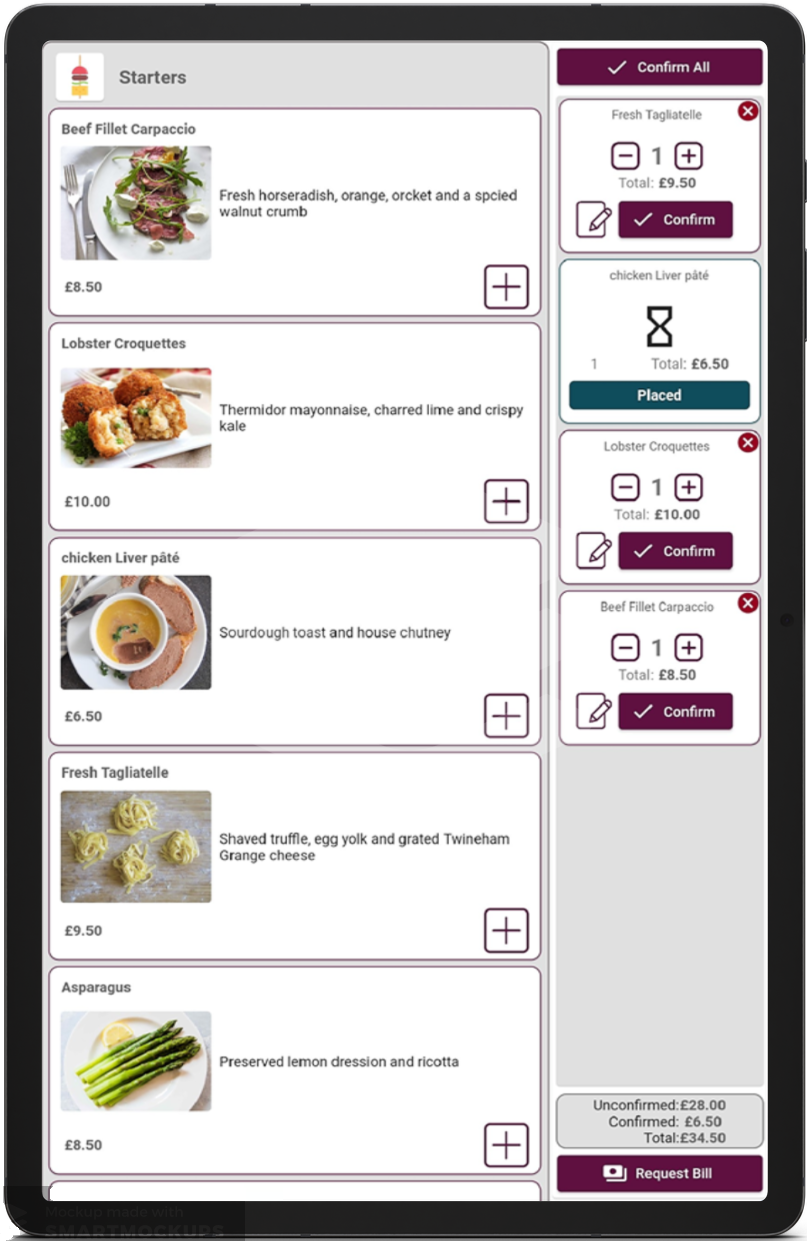 Starters
Beef Fillet Carpaccio
Fresh horseradish, orange, orcket and a spcied
walnut crumb
£8.50
Lobster Croquettes
Thermidor mayonnaise, charred lime and crispy
kale
£10.00
chicken Liver pâté
Sourdough toast and house chutney
£6.50
Fresh Tagliatelle
Shaved truffle, egg yolk and grated Twineham
Grange cheese
£9.50
Asparagus
Preserved lemon dression and ricotta
£8.50
Confirm All
Fresh Tagliatelle
1
Total: £9.50
Confirm
chicken Liver pâté
1 Total: £6.50
Placed
Lobster Croquettes
1
Total: £10.00
Confirm
Beef Fillet Carpaccio
1
Total: £8.50
Confirm
Unconfirmed:£28.00
Confirmed: £6.50
Total:£34.50
Request Bill
Mockup made with
SMARTMOCKUPS